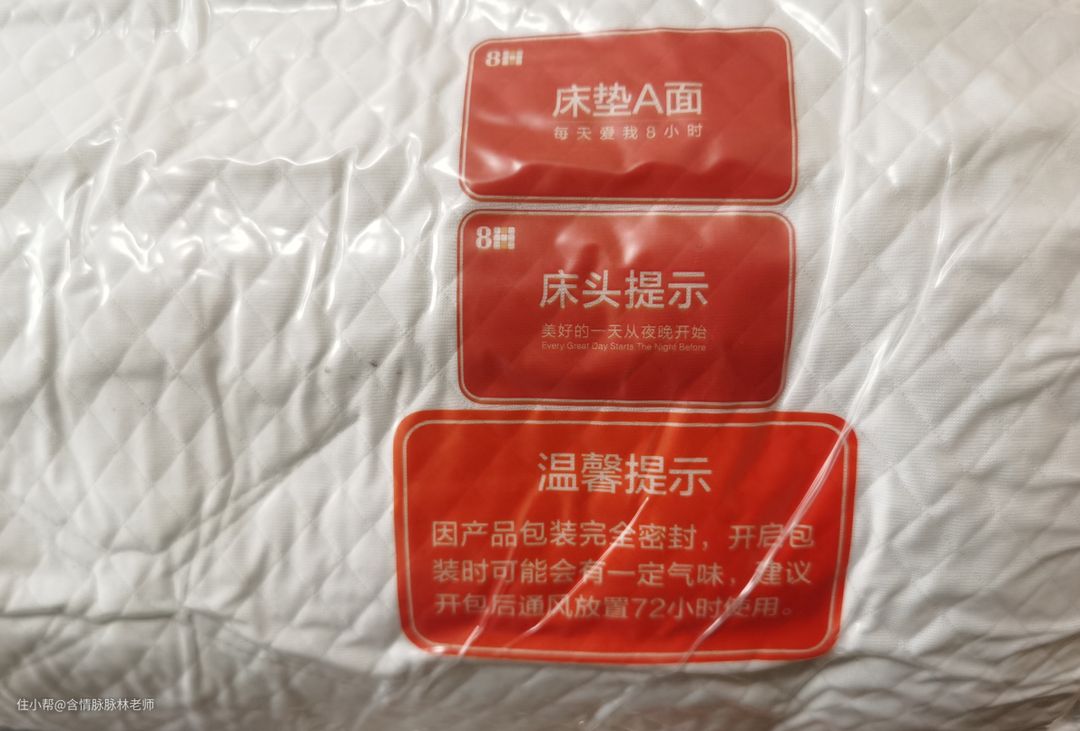 8H
床垫A面
每天爱我8小时
8H
床头提示
美好的一天从夜晚开始
Every Great Day Starts The Night Before
温馨提示
因产品包装完全密封，开启包
装时可能会有一定气味，建议
开包后通风放置72小时使用。
住小帮@含情脉脉林老师